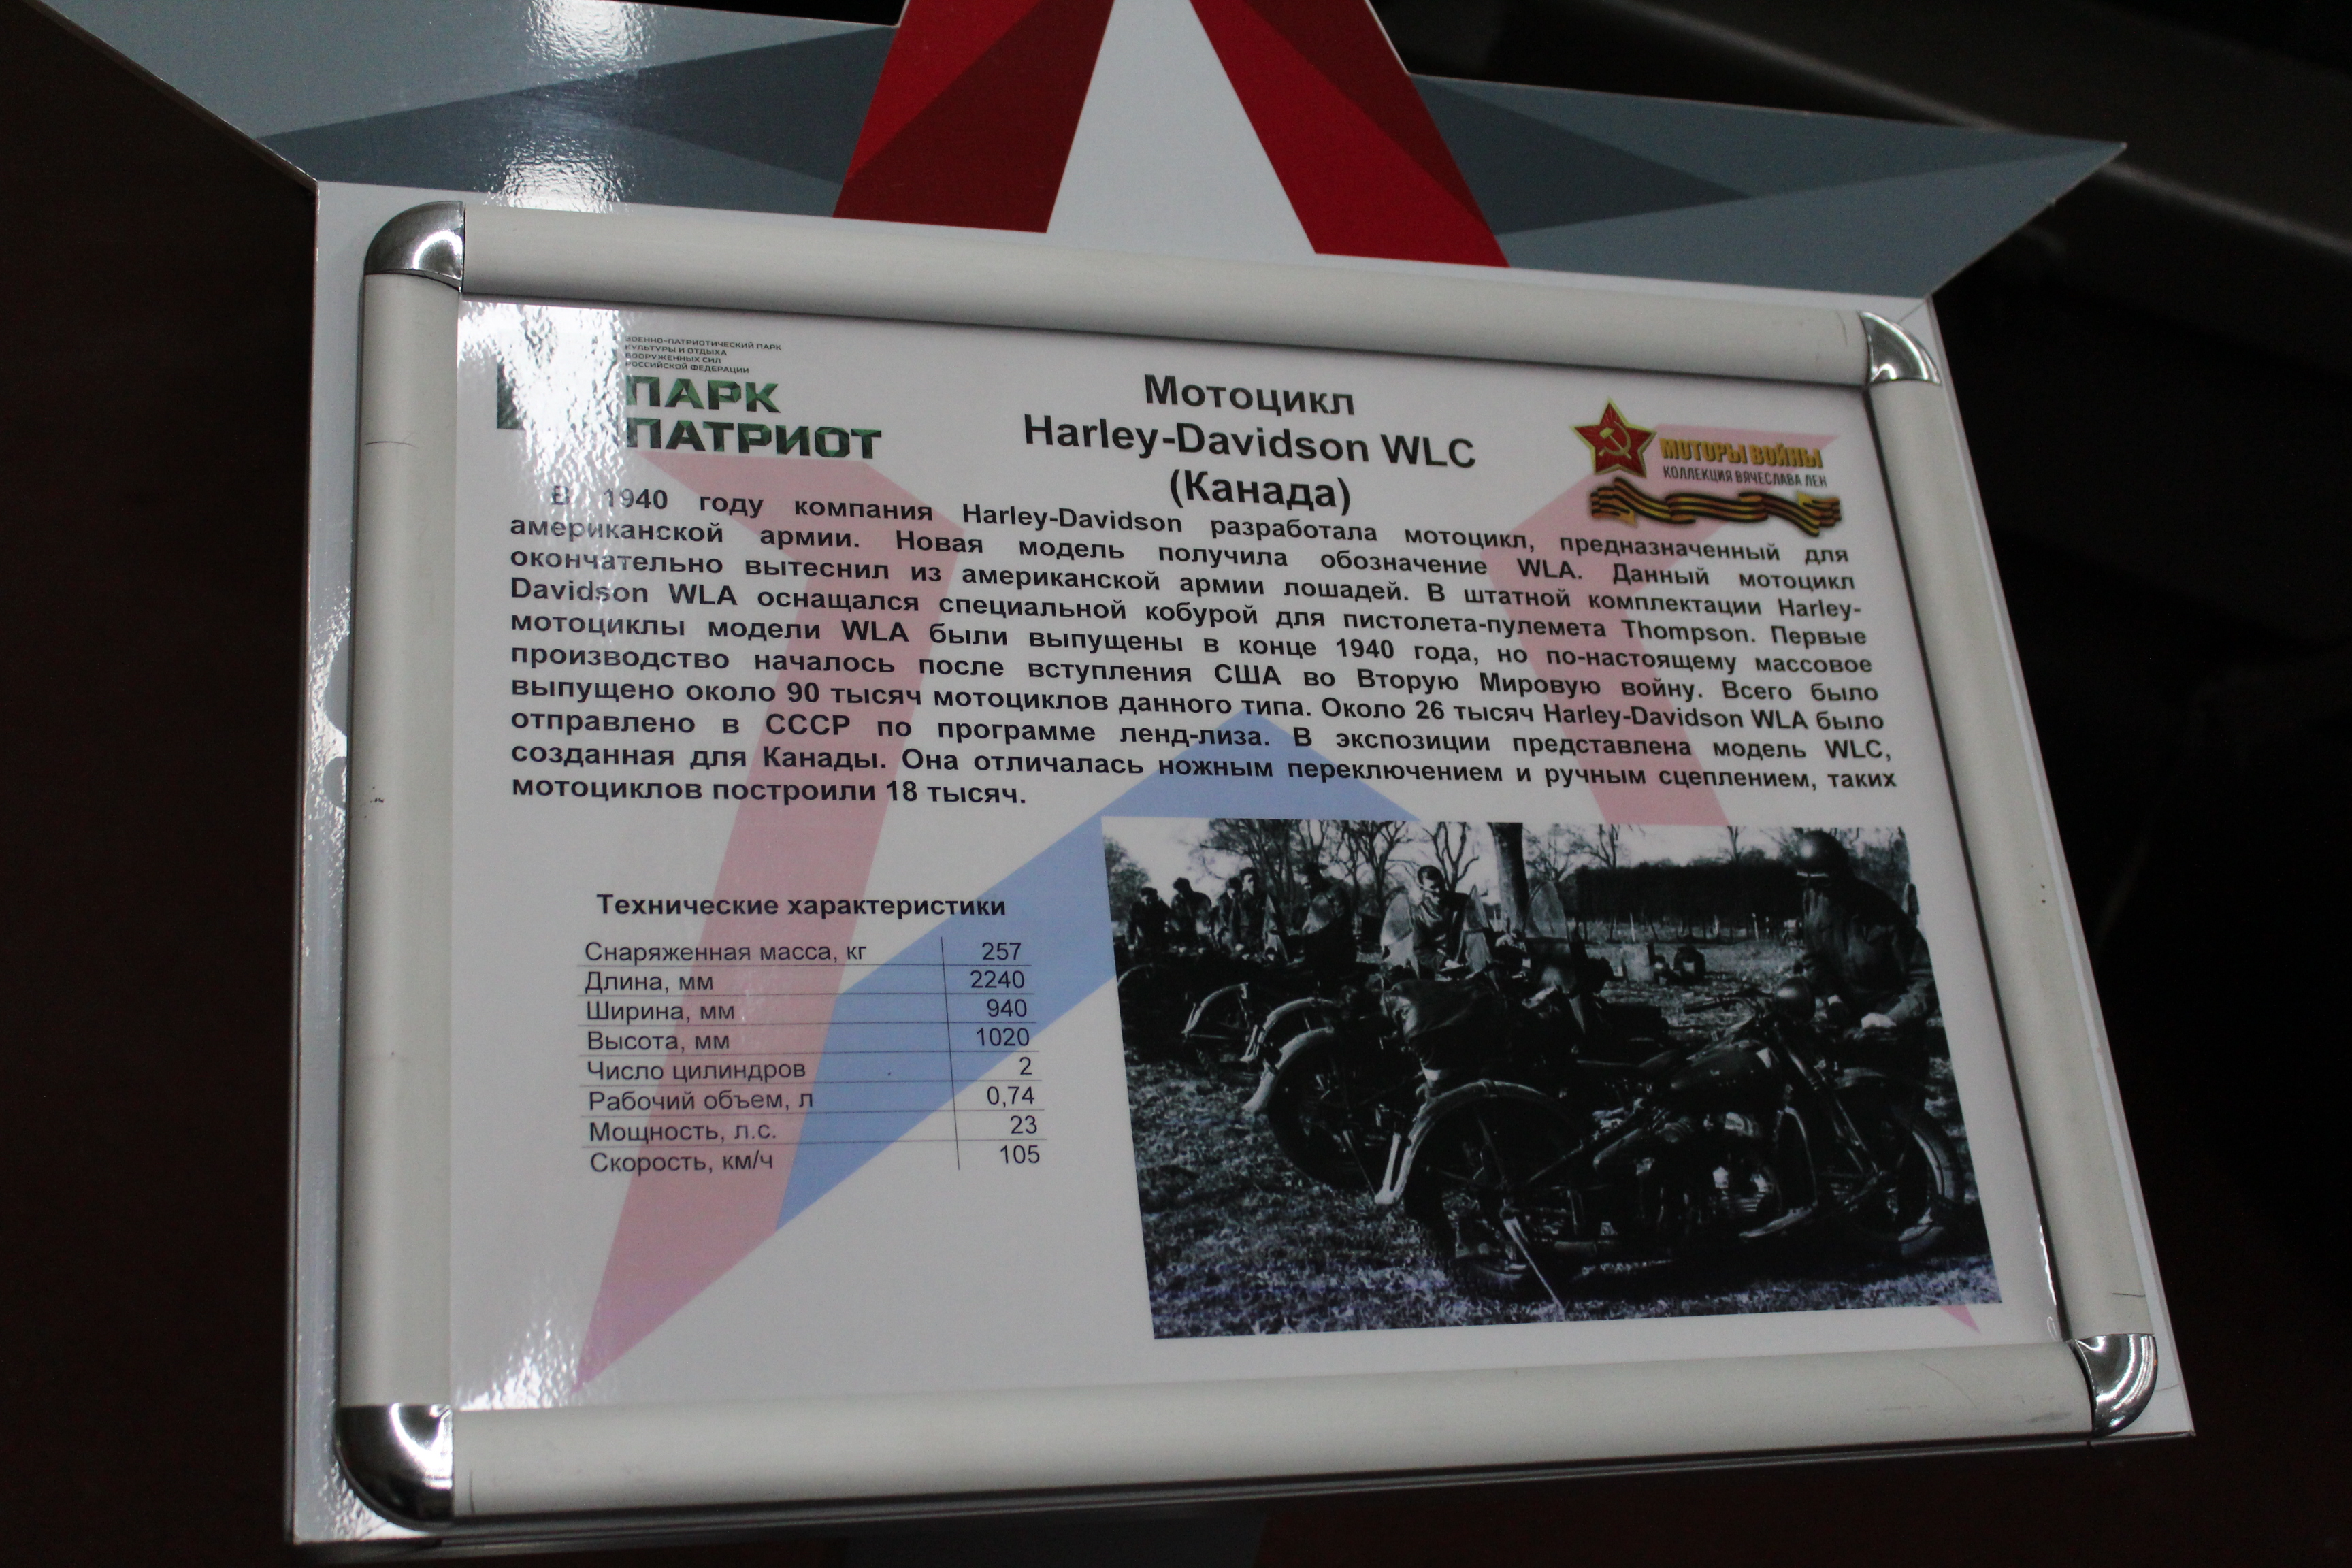 ВОЕННО-ПАТРИОТИЧЕСКИЙ ПАРК
КУЛЬТУРЫ И ОТДЫХА
ВООРУЖЕННЫХ СИЛ
РОССИЙСКОЙ ФЕДЕРАЦИИ
ПАРК
ПАТРИОТ
Мотоцикл
Harley-Davidson WLC
(Канада)
МОТОРЫ ВОЙНЫ
КОЛЛЕКЦИЯ ВЯЧЕСЛАВА ЛЕН
В 1940 году компания Harley-Davidson разработала мотоцикл, предназначенный для
американской армии. Новая модель получила обозначение WLA. Данный мотоцикл
окончательно вытеснил из американской армии лошадей. В штатной комплектации Harley-
Davidson WLA оснащался специальной кобурой для пистолета-пулемета Thompson. Первые
мотоциклы модели WLA были выпущены в конце 1940 года, но по-настоящему массовое
производство началось после вступления США во Вторую Мировую войну. Всего было
выпущено около 90 тысяч мотоциклов данного типа. Около 26 тысяч Harley-Davidson WLA было
отправлено в СССР по программе ленд-лиза. В экспозиции представлена модель WLC,
созданная для Канады. Она отличалась ножным переключением и ручным сцеплением, таких
мотоциклов построили 18 тысяч.
Технические характеристики
Снаряженная масса, кг 257
Длина, мм 2240
Ширина, мм 940
Высота, мм 1020
Число цилиндров 2
Рабочий объем, л 0,74
Мощность, л.с. 23
Скорость, км/ч 105